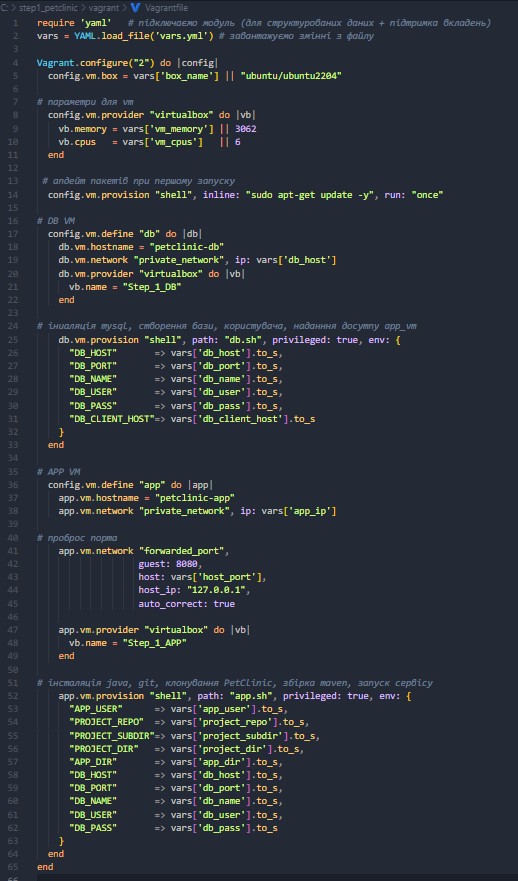 C: > step1_petclinic > vagrant > Vagrantfile
1 require 'yaml'   # підключаємо модуль (для структурованих даних + підтримка вкладень)
2 vars = YAML.load_file('vars.yml') # завантажуємо змінні з файлу
3
4 Vagrant.configure("2") do |config|
5   config.vm.box = vars['box_name'] || "ubuntu/ubuntu2204"
6
7 # параметри для vm
8   config.vm.provider "virtualbox" do |vb|
9     vb.memory = vars['vm_memory'] || 3062
10     vb.cpus   = vars['vm_cpus']   || 6
11   end
12
13  # апдейт пакетів при першому запуску
14   config.vm.provision "shell", inline: "sudo apt-get update -y", run: "once"
15
16 # DB VM
17   config.vm.define "db" do |db|
18     db.vm.hostname = "petclinic-db"
19     db.vm.network "private_network", ip: vars['db_host']
20     db.vm.provider "virtualbox" do |vb|
21       vb.name = "Step_1_DB"
22     end
23
24 # ініаляція mysql, створення бази, користувача, наданння досутпу app_vm
25     db.vm.provision "shell", path: "db.sh", privileged: true, env: {
26       "DB_HOST"       => vars['db_host'].to_s,
27       "DB_PORT"       => vars['db_port'].to_s,
28       "DB_NAME"       => vars['db_name'].to_s,
29       "DB_USER"       => vars['db_user'].to_s,
30       "DB_PASS"       => vars['db_pass'].to_s,
31       "DB_CLIENT_HOST"=> vars['db_client_host'].to_s
32     }
33   end
34
35 # APP VM
36   config.vm.define "app" do |app|
37     app.vm.hostname = "petclinic-app"
38     app.vm.network "private_network", ip: vars['app_ip']
39
40 # проброс порта
41     app.vm.network "forwarded_port",
42                    guest: 8080,
43                    host: vars['host_port'],
44                    host_ip: "127.0.0.1",
45                    auto_correct: true
46
47     app.vm.provider "virtualbox" do |vb|
48       vb.name = "Step_1_APP"
49     end
50
51 # інсталяція java, git, клонування PetClinic, збірка maven, запуск сервісу
52     app.vm.provision "shell", path: "app.sh", privileged: true, env: {
53       "APP_USER"      => vars['app_user'].to_s,
54       "PROJECT_REPO"  => vars['project_repo'].to_s,
55       "PROJECT_SUBDIR"=> vars['project_subdir'].to_s,
56       "PROJECT_DIR"   => vars['project_dir'].to_s,
57       "APP_DIR"       => vars['app_dir'].to_s,
58       "DB_HOST"       => vars['db_host'].to_s,
59       "DB_PORT"       => vars['db_port'].to_s,
60       "DB_NAME"       => vars['db_name'].to_s,
61       "DB_USER"       => vars['db_user'].to_s,
62       "DB_PASS"       => vars['db_pass'].to_s
63     }
64   end
65 end
66